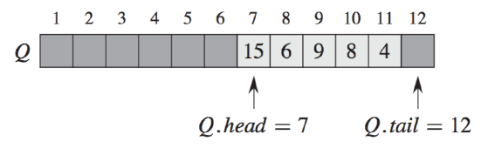 1 2 3 4 5 6 7 8 9 10 11 12
Q 15 6 9 8 4
Q.head = 7 Q.tail = 12